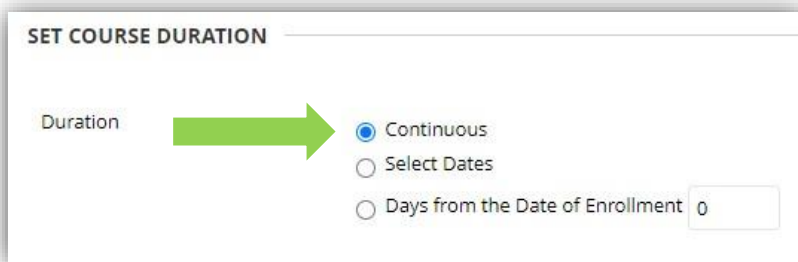 SET COURSE DURATION
Duration
Continuous
Select Dates
Days from the Date of Enrollment 0